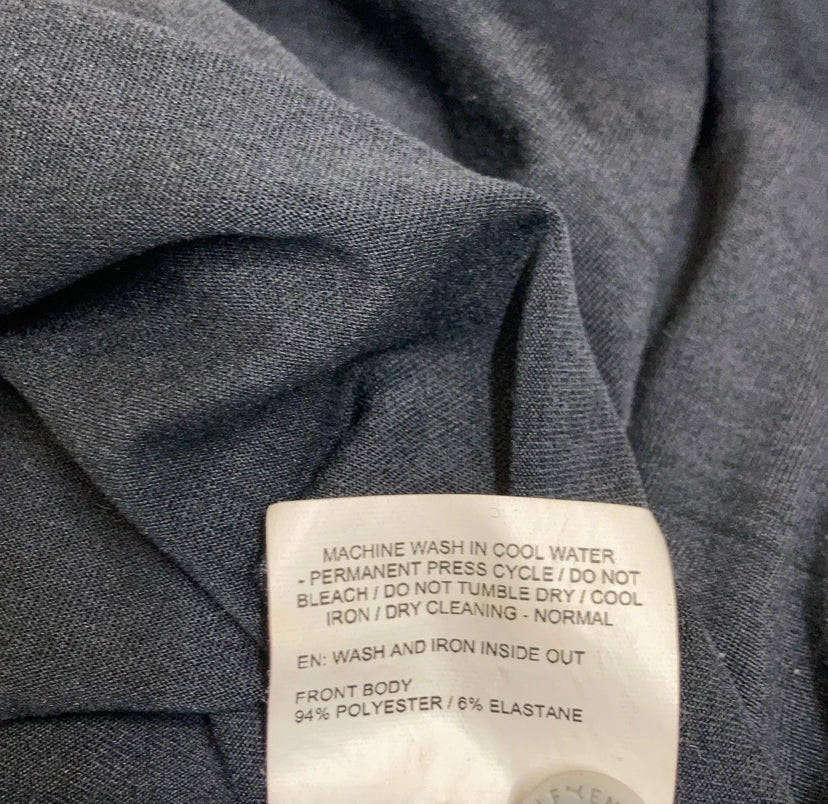 MACHINE WASH IN COOL WATER
- PERMANENT PRESS CYCLE / DO NOT
BLEACH / DO NOT TUMBLE DRY / COOL
IRON / DRY CLEANING - NORMAL
EN: WASH AND IRON INSIDE OUT
FRONT BODY
94% POLYESTER / 6% ELASTANE